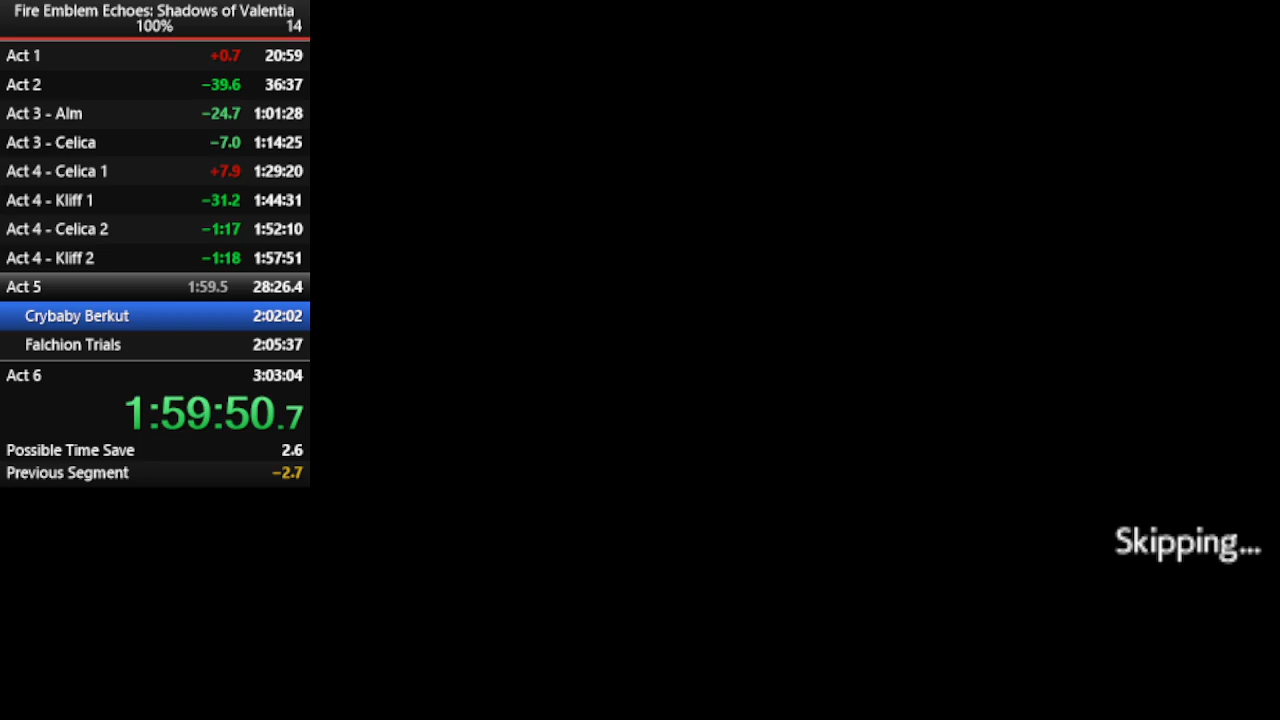 Fire Emblem Echoes: Shadows of Valentia
100% 14
Act 1 +0.7 20:59
Act 2 −39.6 36:37
Act 3 - Alm −24.7 1:01:28
Act 3 - Celica −7.0 1:14:25
Act 4 - Celica 1 +7.9 1:29:20
Act 4 - Kliff 1 −31.2 1:44:31
Act 4 - Celica 2 −1:17 1:52:10
Act 4 - Kliff 2 −1:18 1:57:51
Act 5 1:59.5 28:26.4
Crybaby Berkut 2:02:02
Falchion Trials 2:05:37
Act 6 3:03:04
1:59:50.7
Possible Time Save 2.6
Previous Segment −2.7
Skipping...